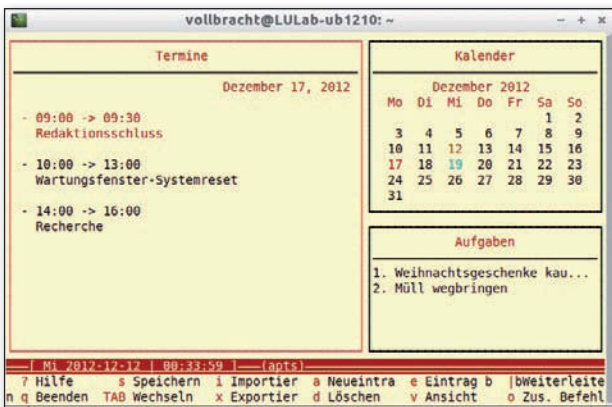 vollbracht@LULab-ub1210: ~
Termine
Dezember 17, 2012
- 09:00 -> 09:30
Redaktionsschluss
- 10:00 -> 13:00
Wartungsfenster-Systemreset
- 14:00 -> 16:00
Recherche
Kalender
Dezember 2012
Mo Di Mi Do Fr Sa So
1 2
3 4 5 6 7 8 9
10 11 12 13 14 15 16
17 18 19 20 21 22 23
24 25 26 27 28 29 30
31
Aufgaben
1. Weihnachtsgeschenke kau...
2. Müll wegbringen
[ Mi 2012-12-12 | 00:33:59 ] (apts)
? Hilfe s Speichern i Importier a Neueintra e Eintrag b |bWeiterleite
n q Beenden TAB Wechseln x Exportier d Löschen v Ansicht o Zus. Befehl